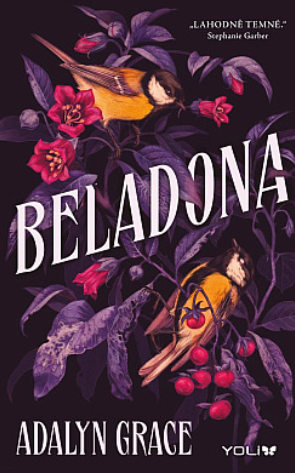 „LAHODNĚ TEMNÉ.“
Stephanie Garber
BELADONA
ADALYN GRACE
YOLI